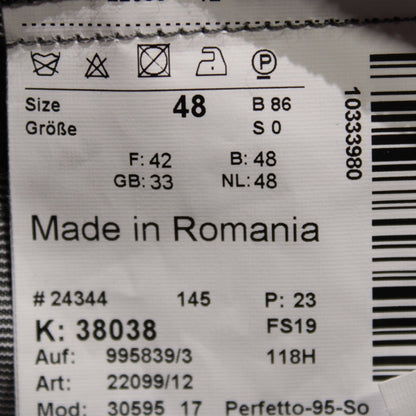 P
Size 48 B 86
Größe S 0
F: 42 B: 48
GB: 33 NL: 48
10333980
Made in Romania
# 24344 145 P: 23
K: 38038 FS19
Auf: 995839/3 118H
Art: 22099/12
Mod: 30595 17 Perfetto-95-So